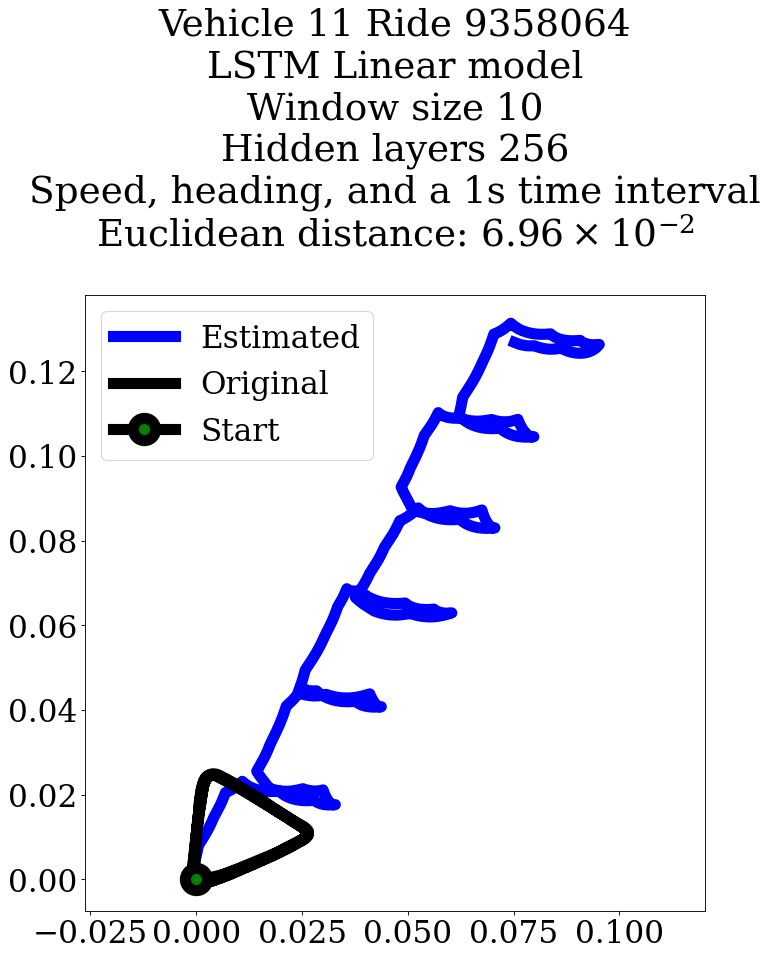 Vehicle 11 Ride 9358064
LSTM Linear model
Window size 10
Hidden layers 256
Speed, heading, and a 1s time interval
Euclidean distance: 6.96 × 10⁻²
Estimated
Original
Start
0.12
0.10
0.08
0.06
0.04
0.02
0.00
−0.025 0.000 0.025 0.050 0.075 0.100